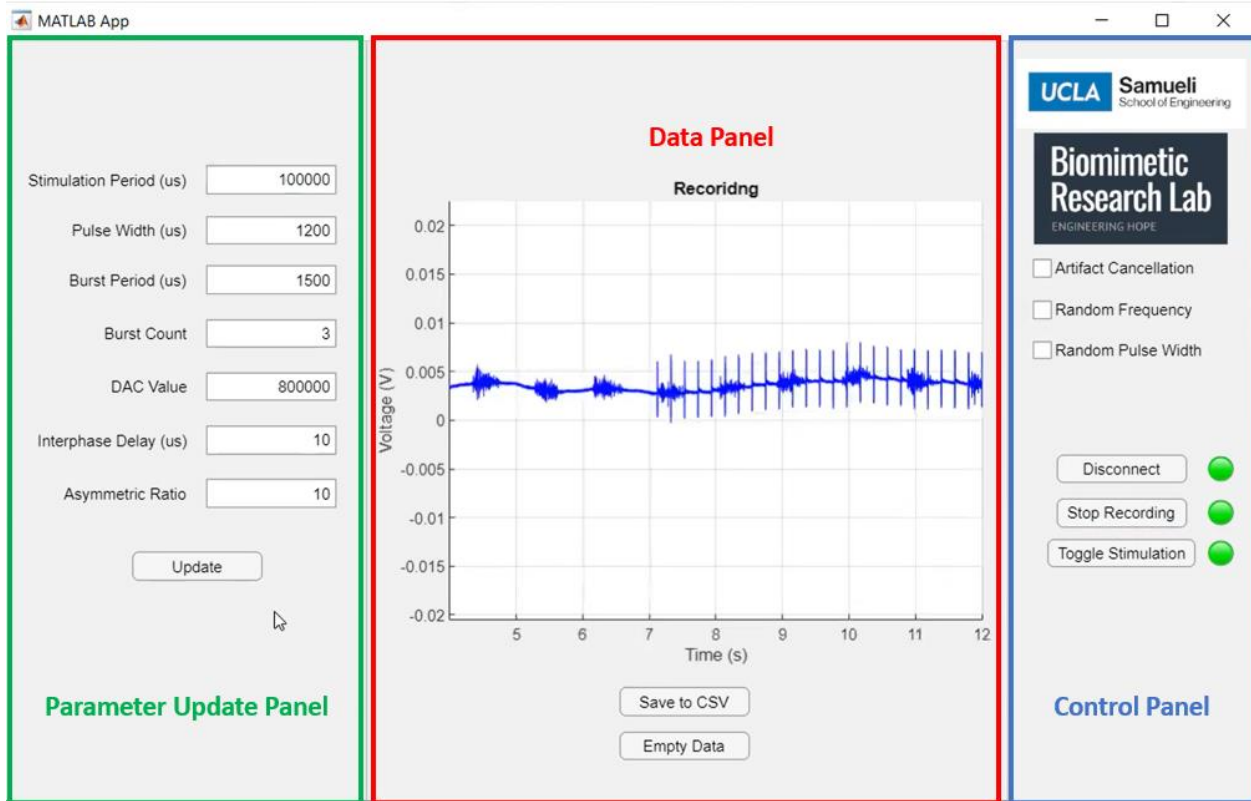 MATLAB App
Stimulation Period (us) 100000
Pulse Width (us) 1200
Burst Period (us) 1500
Burst Count 3
DAC Value 800000
Interphase Delay (us) 10
Asymmetric Ratio 10
Update
Parameter Update Panel
Data Panel
Recoridng
0.02
0.015
0.01
0.005
0
-0.005
-0.01
-0.015
-0.02
Voltage (V)
5 6 7 8 9 10 11 12
Time (s)
Save to CSV
Empty Data
UCLA Samueli
School of Engineering
Biomimetic
Research Lab
ENGINEERING HOPE
Artifact Cancellation
Random Frequency
Random Pulse Width
Disconnect
Stop Recording
Toggle Stimulation
Control Panel